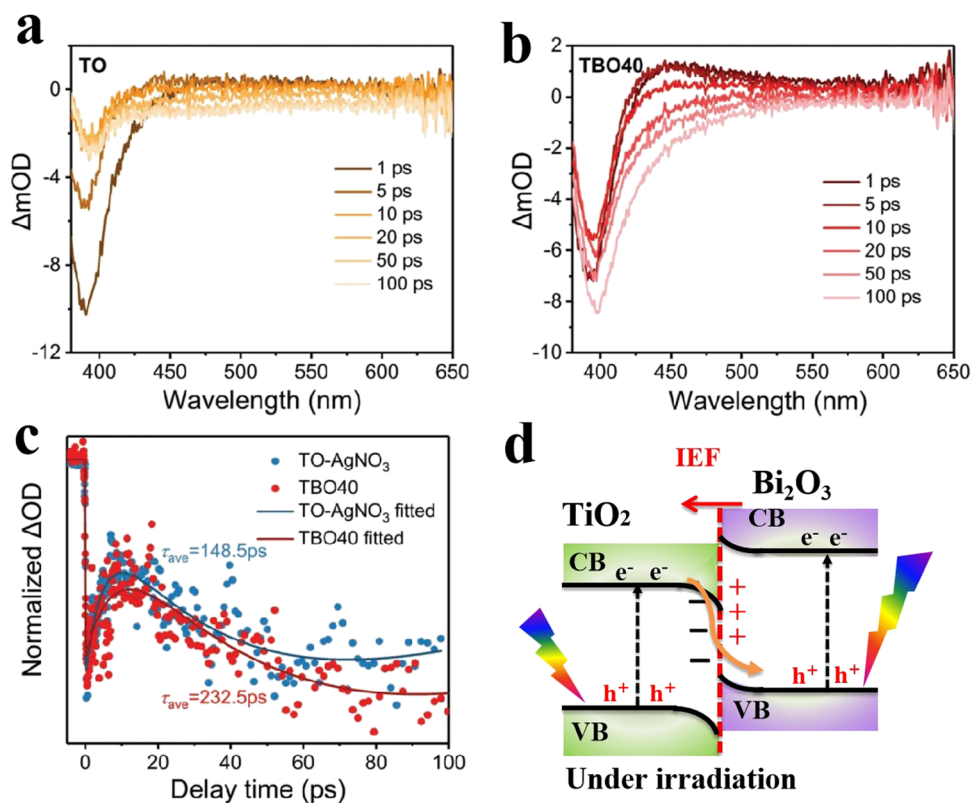 a
TO
ΔmOD
0
-4
-8
-12
1 ps
5 ps
10 ps
20 ps
50 ps
100 ps
400 450 500 550 600 650
Wavelength (nm)
b
TBO40
ΔmOD
2
0
-2
-4
-6
-8
-10
1 ps
5 ps
10 ps
20 ps
50 ps
100 ps
400 450 500 550 600 650
Wavelength (nm)
c
Normalized ΔOD
TO-AgNO₃
TBO40
TO-AgNO₃ fitted
TBO40 fitted
τave=148.5ps
τave=232.5ps
0 20 40 60 80 100
Delay time (ps)
d
IEF
TiO₂
Bi₂O₃
CB
CB
e⁻ e⁻
e⁻ e⁻
+
+
+
−
−
−
h⁺ h⁺
h⁺ h⁺
VB
VB
Under irradiation